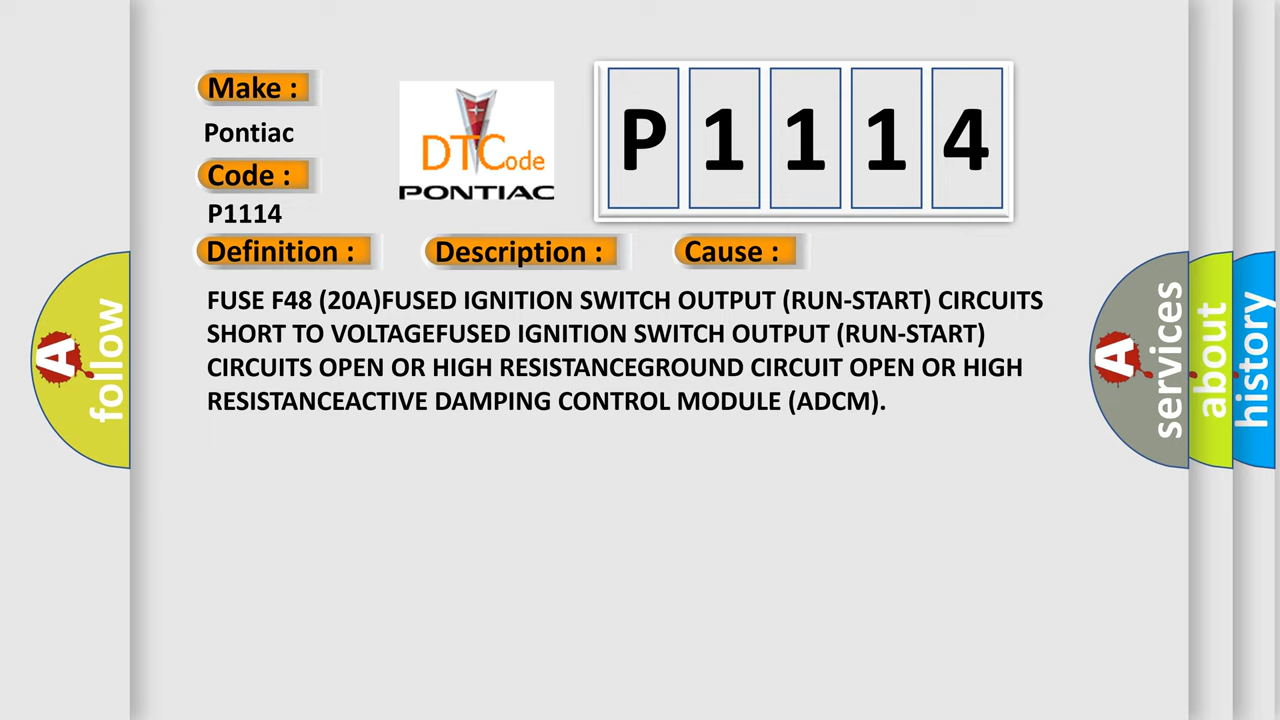 Make :
Pontiac
Code :
P1114
DTCode
PONTIAC
P 1 1 1 4
Definition :
Description :
Cause :
FUSE F48 (20A)FUSED IGNITION SWITCH OUTPUT (RUN-START) CIRCUITS
SHORT TO VOLTAGEFUSED IGNITION SWITCH OUTPUT (RUN-START)
CIRCUITS OPEN OR HIGH RESISTANCEGROUND CIRCUIT OPEN OR HIGH
RESISTANCEACTIVE DAMPING CONTROL MODULE (ADCM).
A follow
A services
about
history